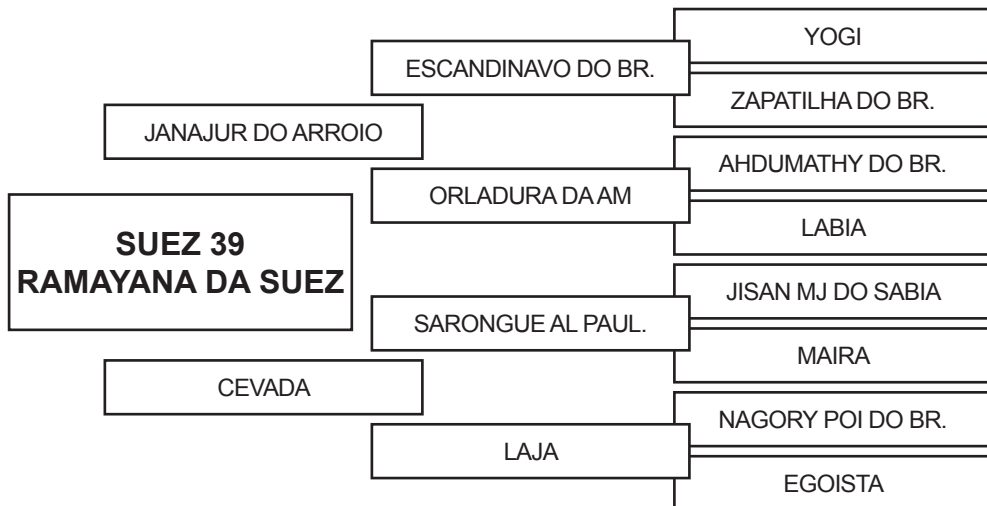 YOGI
ESCANDINAVO DO BR.
ZAPATILHA DO BR.
JANAJUR DO ARROIO
AHDUMATHY DO BR.
ORLADURA DA AM
LABIA
SUEZ 39
RAMAYANA DA SUEZ
JISAN MJ DO SABIA
SARONGUE AL PAUL.
MAIRA
CEVADA
NAGORY POI DO BR.
LAJA
EGOISTA